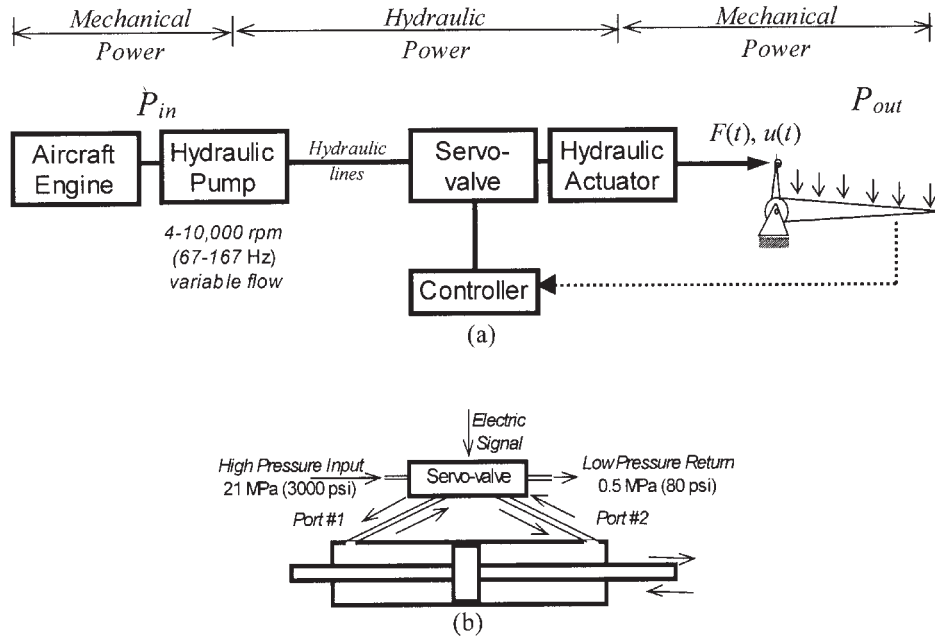 Mechanical
Power
Hydraulic
Power
Mechanical
Power
P in
P out
Aircraft
Engine
Hydraulic
Pump
Hydraulic
lines
Servo-
valve
Hydraulic
Actuator
F(t), u(t)
4-10,000 rpm
(67-167 Hz)
variable flow
Controller
(a)
Electric
Signal
High Pressure Input
21 MPa (3000 psi)
Servo-valve
Low Pressure Return
0.5 MPa (80 psi)
Port #1
Port #2
(b)